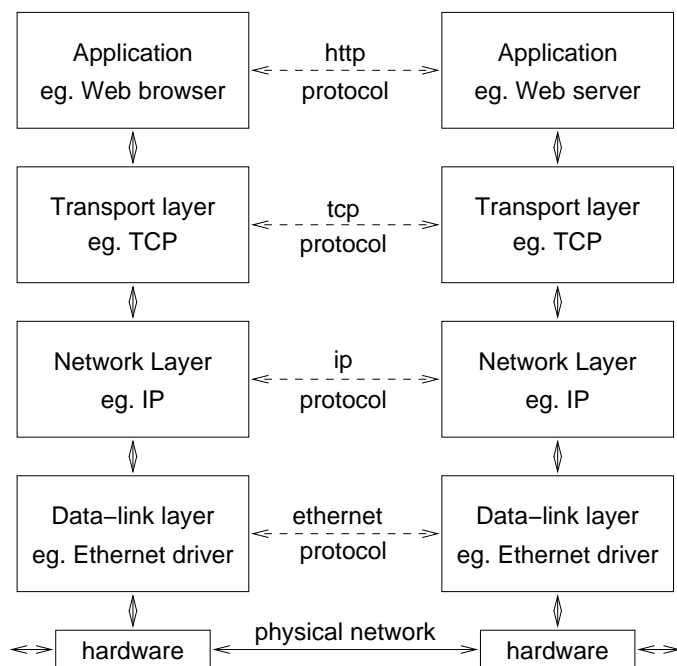 Application
eg. Web browser
http
protocol
Application
eg. Web server
Transport layer
eg. TCP
tcp
protocol
Transport layer
eg. TCP
Network Layer
eg. IP
ip
protocol
Network Layer
eg. IP
Data−link layer
eg. Ethernet driver
ethernet
protocol
Data−link layer
eg. Ethernet driver
hardware
physical network
hardware